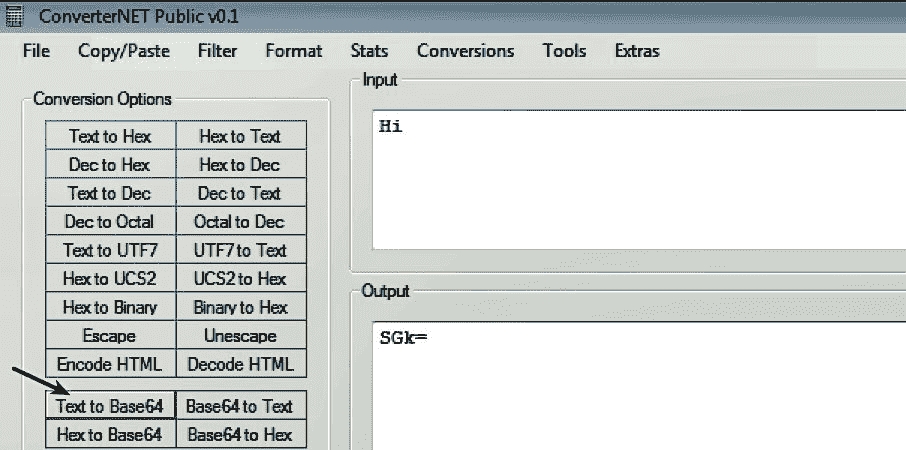 ConverterNET Public v0.1
File Copy/Paste Filter Format Stats Conversions Tools Extras
Conversion Options
Text to Hex Hex to Text
Dec to Hex Hex to Dec
Text to Dec Dec to Text
Dec to Octal Octal to Dec
Text to UTF7 UTF7 to Text
Hex to UCS2 UCS2 to Hex
Hex to Binary Binary to Hex
Escape Unescape
Encode HTML Decode HTML
Text to Base64 Base64 to Text
Hex to Base64 Base64 to Hex
Input
Hi
Output
SGk=